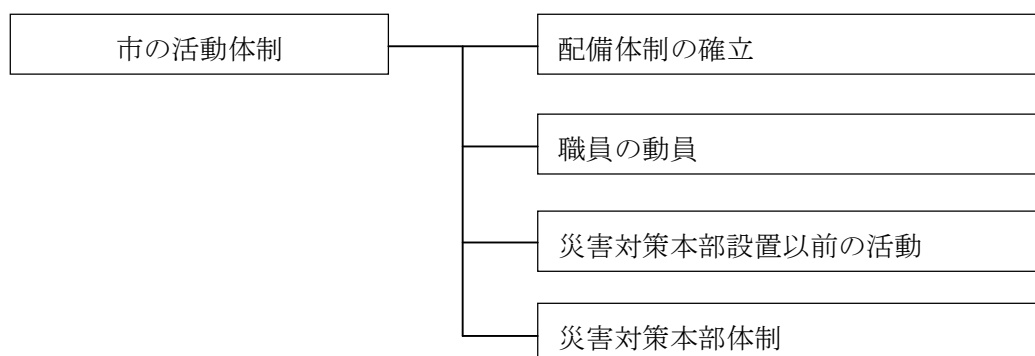 市の活動体制
配備体制の確立
職員の動員
災害対策本部設置以前の活動
災害対策本部体制